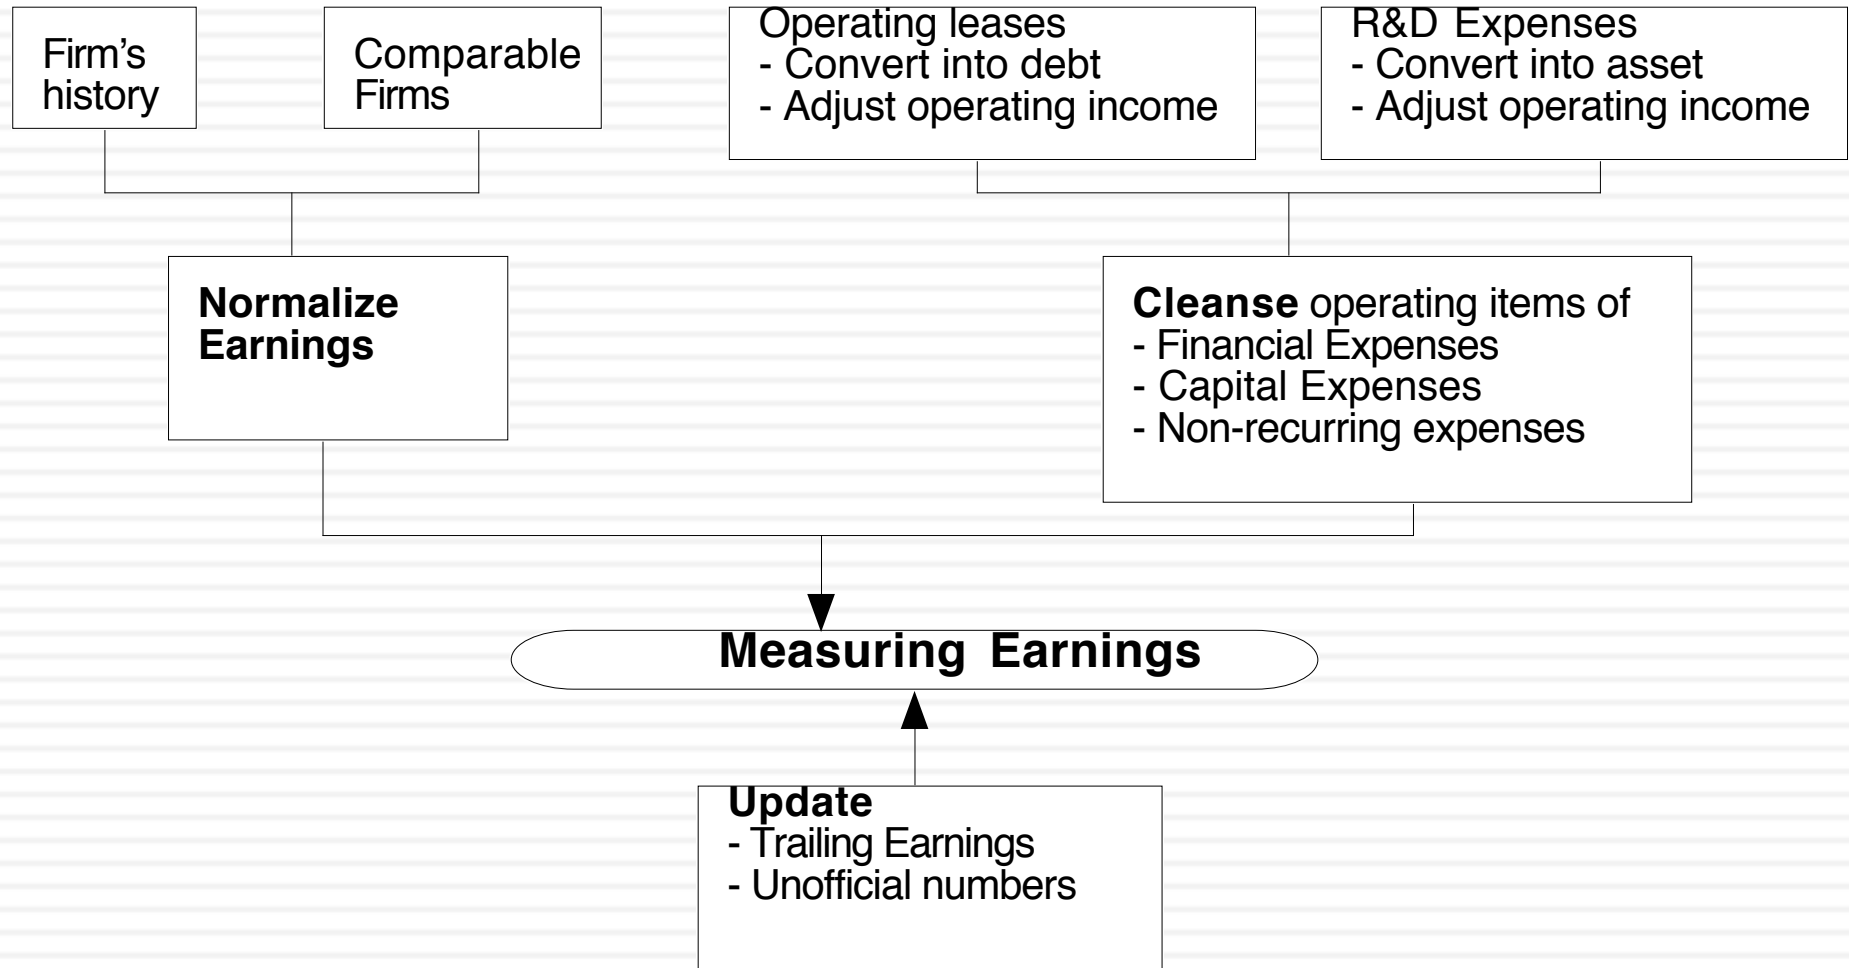 Firm's
history
Comparable
Firms
Operating leases
- Convert into debt
- Adjust operating income
R&D Expenses
- Convert into asset
- Adjust operating income
Normalize
Earnings
Cleanse operating items of
- Financial Expenses
- Capital Expenses
- Non-recurring expenses
Measuring Earnings
Update
- Trailing Earnings
- Unofficial numbers